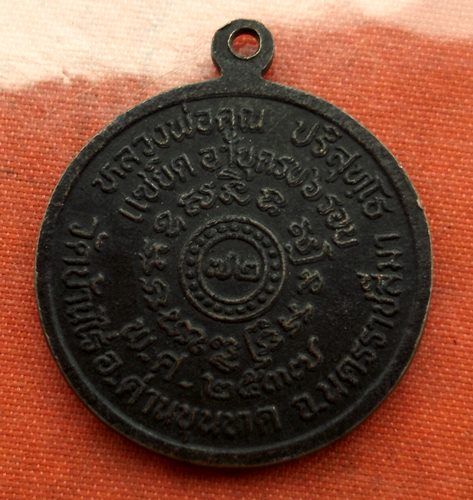 หลวงพ่อคูณ ปริสุทฺโธ
แซยิด อายุครบ ๖ รอบ
๗๒
พ.ศ-๒๕๓๗
วัดบ้านไร่ อ.ด่านขุนทด จ.นครราชสีมา